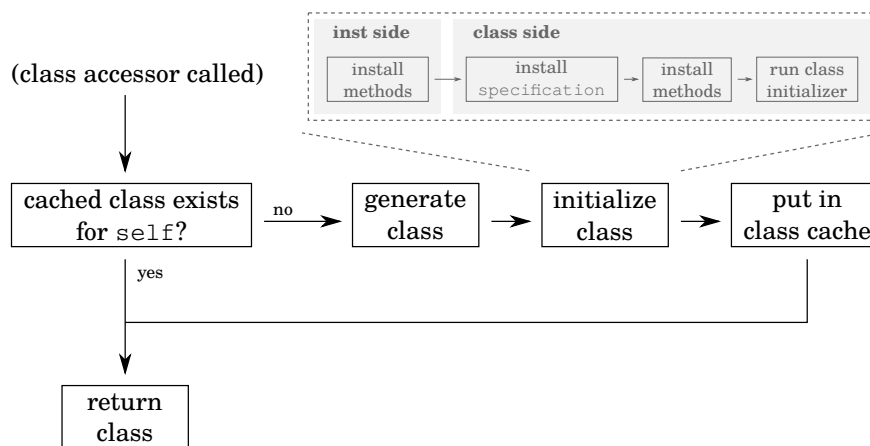 inst side
class side
install
methods
install
specification
install
methods
run class
initializer
(class accessor called)
cached class exists
for self?
no
generate
class
initialize
class
put in
class cache
yes
return
class